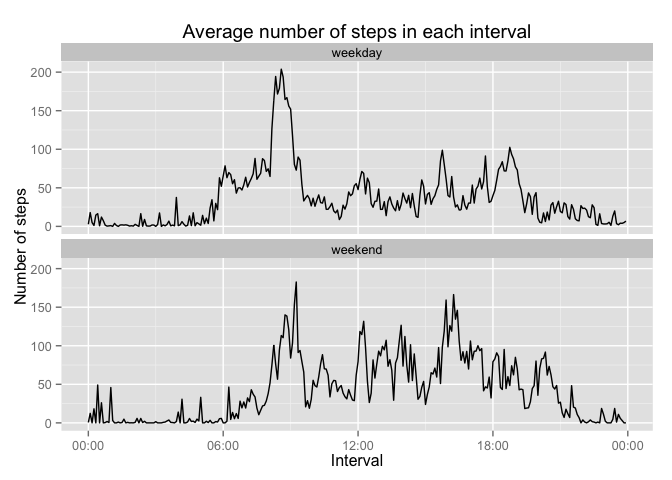 Average number of steps in each interval
weekday
200
150
100
50
0
weekend
200
150
100
50
0
Number of steps
00:00 06:00 12:00 18:00 00:00
Interval